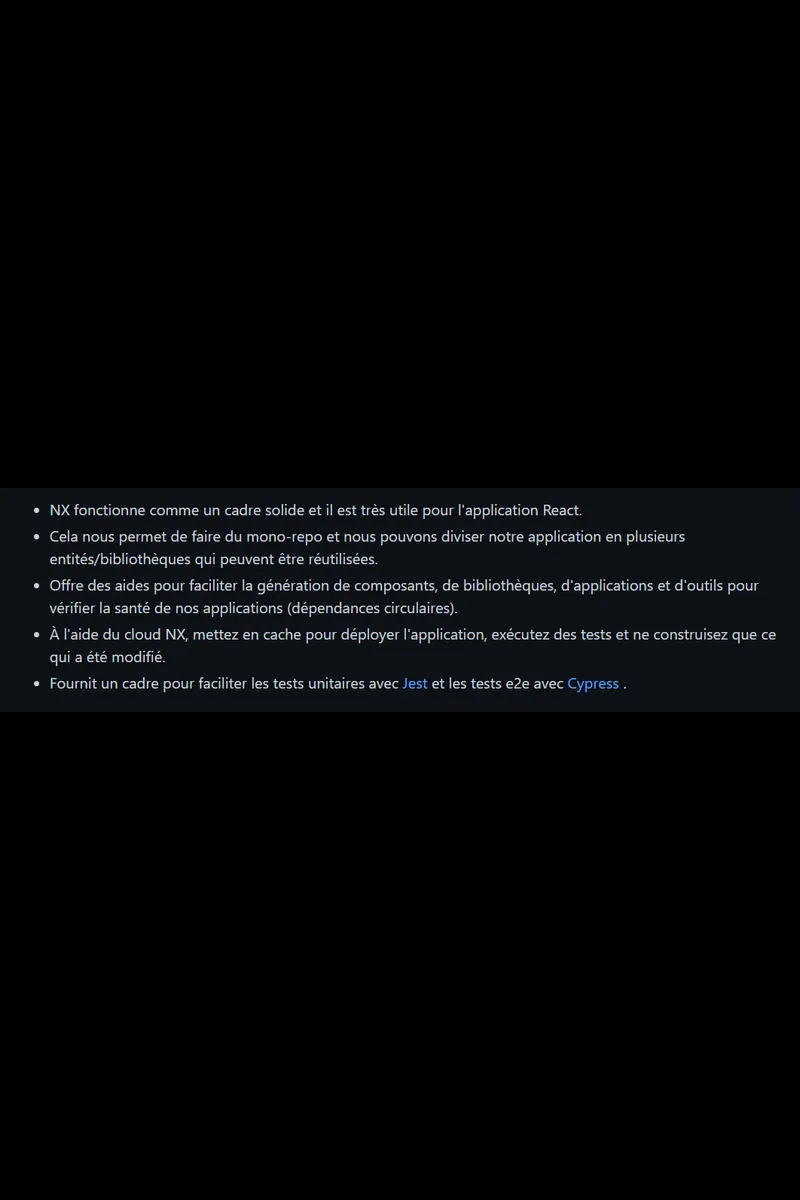 • NX fonctionne comme un cadre solide et il est très utile pour l'application React.
• Cela nous permet de faire du mono-repo et nous pouvons diviser notre application en plusieurs
entités/bibliothèques qui peuvent être réutilisées.
• Offre des aides pour faciliter la génération de composants, de bibliothèques, d'applications et d'outils pour
vérifier la santé de nos applications (dépendances circulaires).
• À l'aide du cloud NX, mettez en cache pour déployer l'application, exécutez des tests et ne construisez que ce
qui a été modifié.
• Fournit un cadre pour faciliter les tests unitaires avec Jest et les tests e2e avec Cypress .